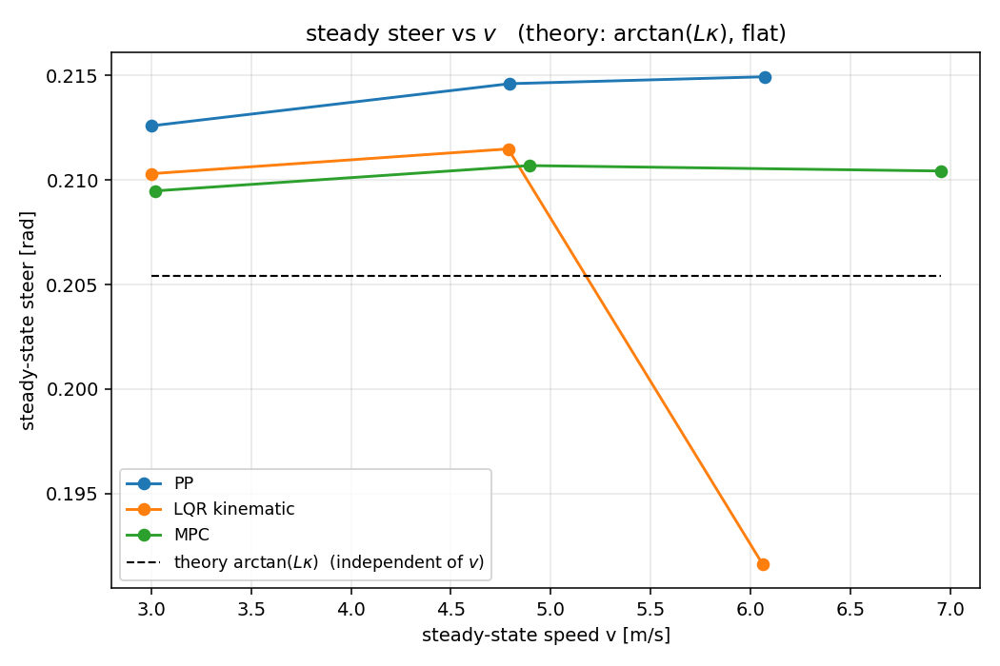 steady steer vs v (theory: arctan(Lκ), flat)
steady-state steer [rad]
0.215
0.210
0.205
0.200
0.195
PP
LQR kinematic
MPC
theory arctan(Lκ) (independent of v)
3.0 3.5 4.0 4.5 5.0 5.5 6.0 6.5 7.0
steady-state speed v [m/s]